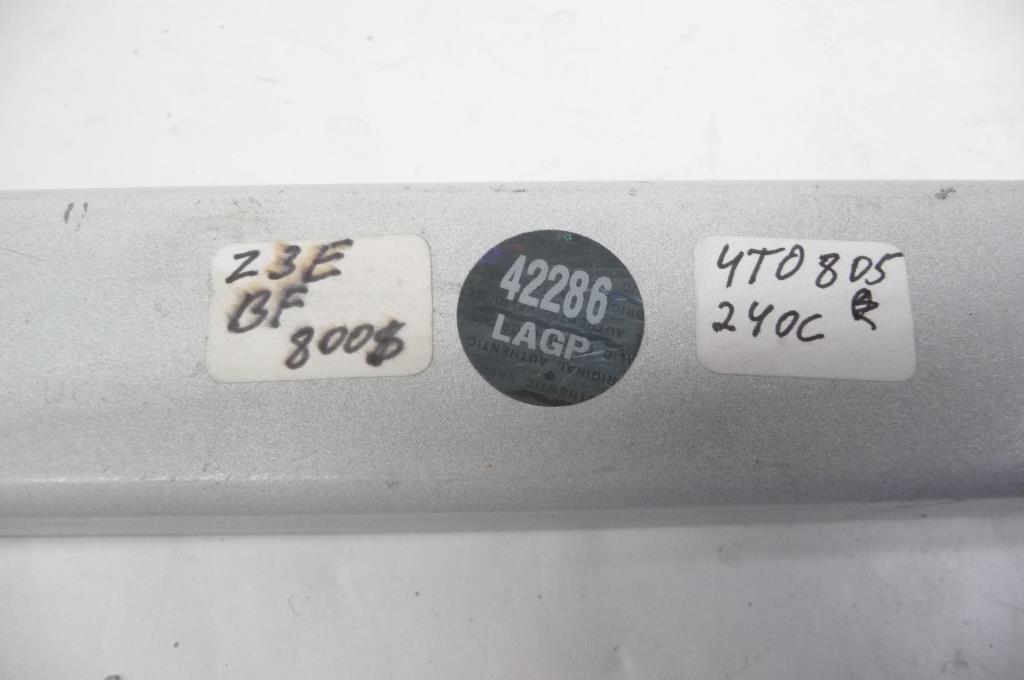 Z3E
BF
800$
42286
LAGP
4T0805
240C R